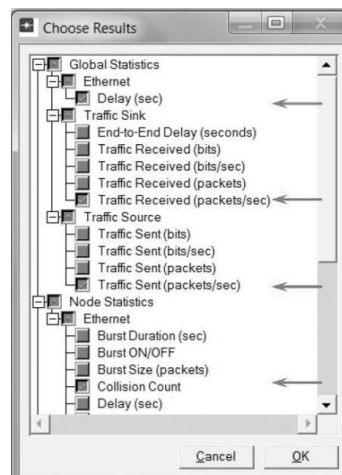 Choose Results
Global Statistics
Ethernet
Delay (sec)
Traffic Sink
End-to-End Delay (seconds)
Traffic Received (bits)
Traffic Received (bits/sec)
Traffic Received (packets)
Traffic Received (packets/sec)
Traffic Source
Traffic Sent (bits)
Traffic Sent (bits/sec)
Traffic Sent (packets)
Traffic Sent (packets/sec)
Node Statistics
Ethernet
Burst Duration (sec)
Burst ON/OFF
Burst Size (packets)
Collision Count
Delay (sec)
Cancel OK